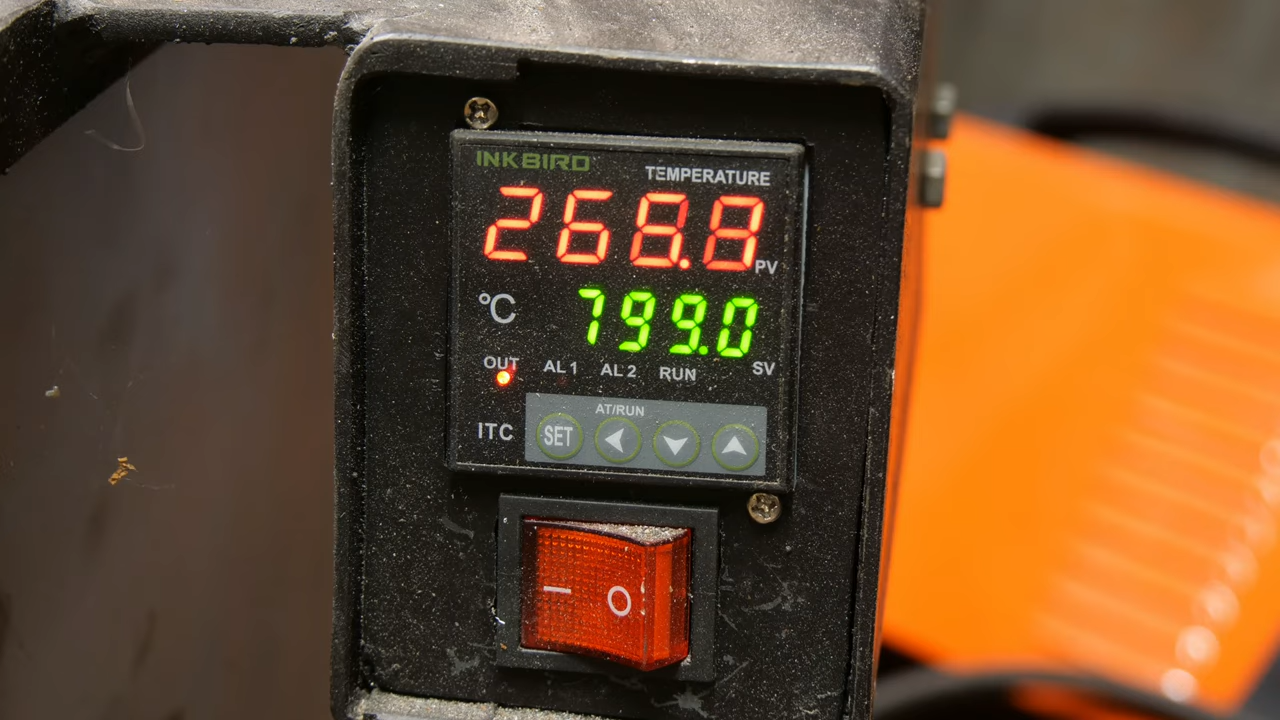 INKBIRD
TEMPERATURE
268.8 PV
°C 799.0 SV
OUT AL1 AL2 RUN
AT/RUN
ITC SET
— O